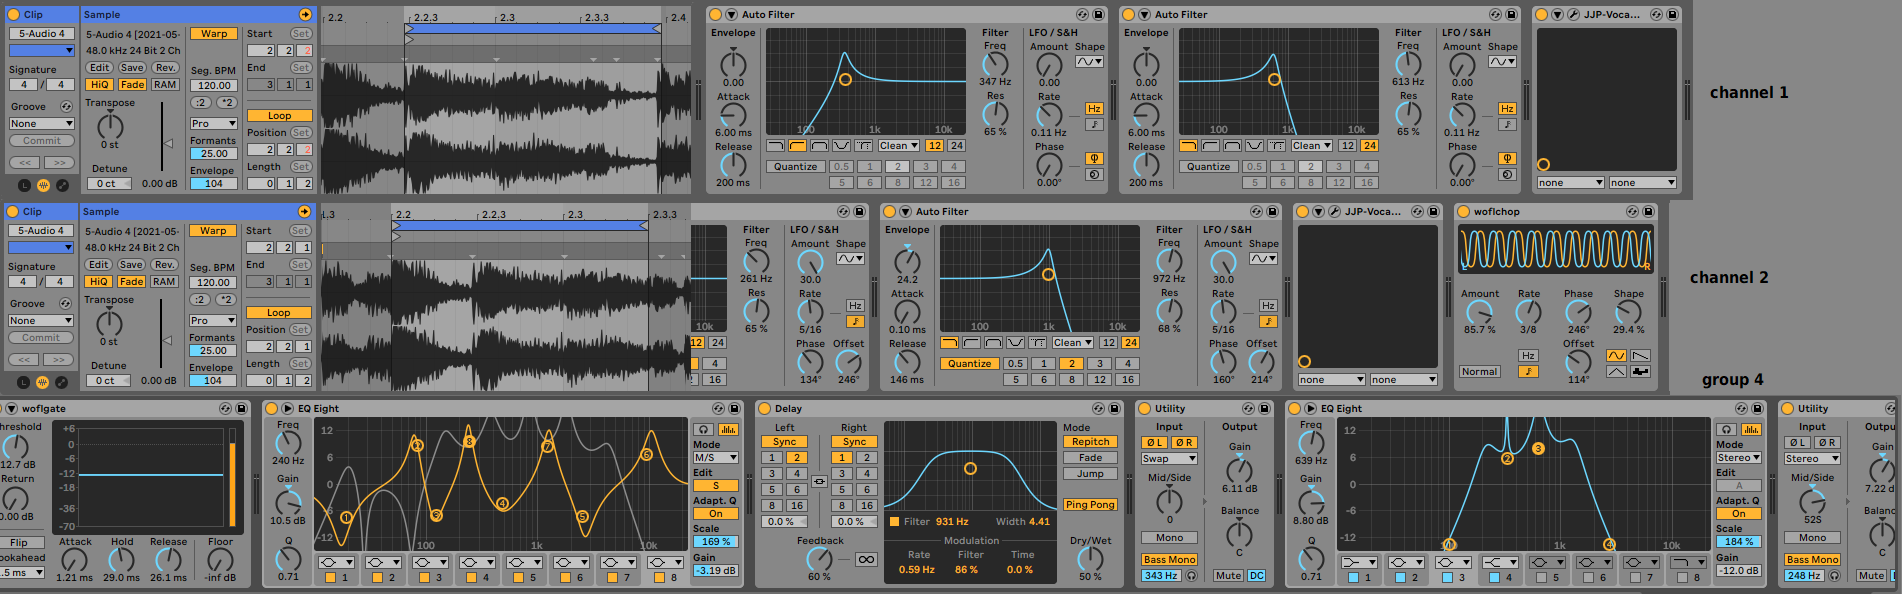 Clip
Sample
2.2 2.2,3 2.3 2.3.3 2.4
5-Audio 4
5-Audio 4 [2021-05-
48.0 kHz 24 Bit 2 Ch
Signature
4 / 4
Groove
None
Commit
<< >>
Edit Save Rev.
HiQ Fade RAM
Transpose
0 st
Detune
0 ct 0.00 dB
Warp
Seg. BPM
120.00
:2 *2
Pro
Formants
25.00
Envelope
104
Start Set
2 2 2
End
3 1 1
Loop
Position Set
2 2 2
Length Set
0 1 2
Auto Filter
Envelope
0.00
Attack
6.00 ms
Release
200 ms
100 1k 10k
Clean 12 24
Quantize 0.5 1 2 3 4
5 6 8 12 16
Filter
Freq
347 Hz
Res
65 %
LFO / S&H
Amount Shape
0.00
Rate
0.11 Hz Hz
Phase
0.00°
Auto Filter
Envelope
0.00
Attack
6.00 ms
Release
200 ms
100 1k 10k
Clean 12 24
Quantize 0.5 1 2 3 4
5 6 8 12 16
Filter
Freq
613 Hz
Res
65 %
LFO / S&H
Amount Shape
0.00
Rate
0.11 Hz Hz
Phase
0.00°
JJP-Voca...
none none
channel 1
Clip
Sample
1,3 2.2 2.2,3 2.3 2.3.3
5-Audio 4
5-Audio 4 [2021-05-
48.0 kHz 24 Bit 2 Ch
Signature
4 / 4
Groove
None
Commit
<< >>
Edit Save Rev.
HiQ Fade RAM
Transpose
0 st
Detune
0 ct 0.00 dB
Warp
Seg. BPM
120.00
:2 *2
Pro
Formants
25.00
Envelope
104
Start Set
2 2 1
End Set
3 1 1
Loop
Position Set
2 2 1
Length Set
0 1 2
10k
12 24
4
16
Filter
Freq
261 Hz
Res
65 %
LFO / S&H
Amount Shape
30.0
Rate
5/16 Hz
Phase Offset
134° 246°
Auto Filter
Envelope
24.2
Attack
0.10 ms
Release
146 ms
100 1k 10k
Clean 12 24
Quantize 0.5 1 2 3 4
5 6 8 12 16
Filter
Freq
972 Hz
Res
68 %
LFO / S&H
Amount Shape
30.0
Rate
5/16 Hz
Phase Offset
160° 214°
JJP-Voca...
none none
woflchop
L R
Amount Rate Phase Shape
85.7 % 3/8 246° 29.4 %
Hz Offset
Normal 114°
channel 2
group 4
woflgate
hreshold
12.7 dB
Return
0.00 dB
Flip
ookahead
.5 ms
+6
0
-6
-12
-18
-36
-70
Attack Hold Release Floor
1.21 ms 29.0 ms 26.1 ms -inf dB
EQ Eight
Freq
240 Hz
Gain
10.5 dB
Q
0.71
12
6
0
-6
-12
100 1k 10k
1 2 3 4 5 6 7 8
Mode
M/S
Edit
S
Adapt. Q
On
Scale
169 %
Gain
-3.19 dB
Delay
Left Right
Sync Sync
1 2 1 2
3 4 3 4
5 6 5 6
8 16 8 16
0.0 % 0.0 %
Feedback
60 %
Filter 931 Hz Width 4.41
Modulation
Rate Filter Time
0.59 Hz 86 % 0.0 %
Mode
Repitch
Fade
Jump
Ping Pong
Dry/Wet
50 %
Utility
Input
Ø L Ø R
Swap
Mid/Side
0
Mono
Bass Mono
343 Hz
Output
Gain
6.11 dB
Balance
C
Mute DC
EQ Eight
Freq
639 Hz
Gain
8.80 dB
Q
0.71
12
6
0
-6
-12
1k 10k
1 2 3 4 5 6 7 8
Mode
Stereo
Edit
A
Adapt. Q
On
Scale
184 %
Gain
-12.0 dB
Utility
Input
Ø L Ø R
Stereo
Mid/Side
52S
Mono
Bass Mono
248 Hz
Outpu
Gain
7.22 d
Balanc
C
Mute